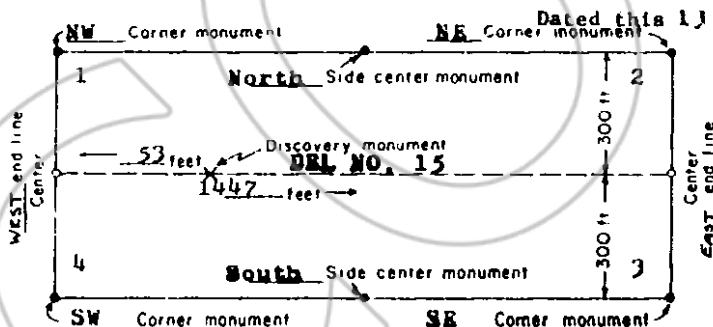 Dated this 13
NW Corner monument NE Corner monument
1 North Side center monument 2
300 ft
Discovery monument
53 feet DEL NO. 15
WEST end line Center
Center EAST end line
1447 feet
300 ft
4 South Side center monument 3
SW Corner monument SE Corner monument